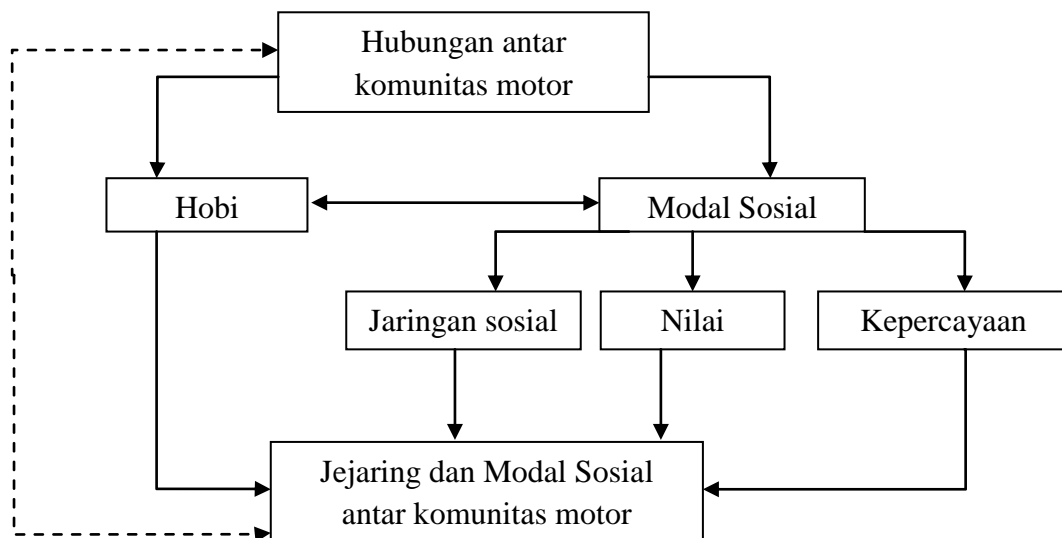 Hubungan antar
komunitas motor
Hobi
Modal Sosial
Jaringan sosial
Nilai
Kepercayaan
Jejaring dan Modal Sosial
antar komunitas motor